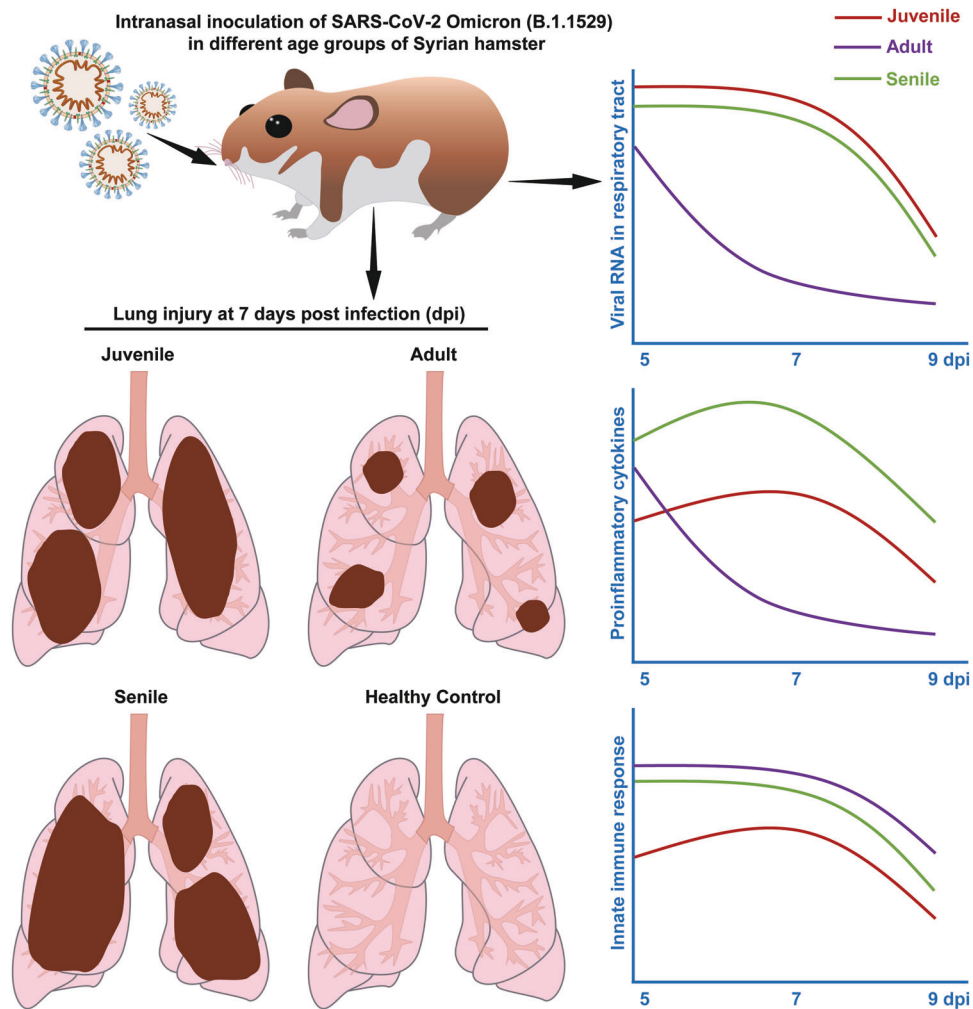 Intranasal inoculation of SARS-CoV-2 Omicron (B.1.1529)
in different age groups of Syrian hamster
Juvenile
Adult
Senile
Viral RNA in respiratory tract
5 7 9 dpi
Lung injury at 7 days post infection (dpi)
Juvenile Adult
Proinflammatory cytokines
5 7 9 dpi
Senile Healthy Control
Innate immune response
5 7 9 dpi